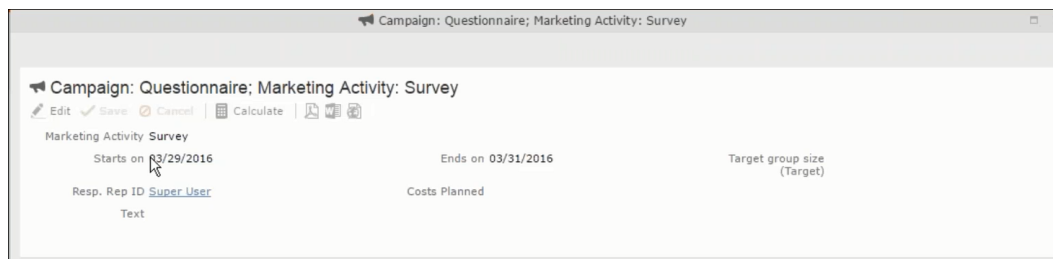 Campaign: Questionnaire; Marketing Activity: Survey
Campaign: Questionnaire; Marketing Activity: Survey
Edit Save Cancel Calculate
Marketing Activity Survey
Starts on 03/29/2016 Ends on 03/31/2016 Target group size
(Target)
Resp. Rep ID Super User Costs Planned
Text